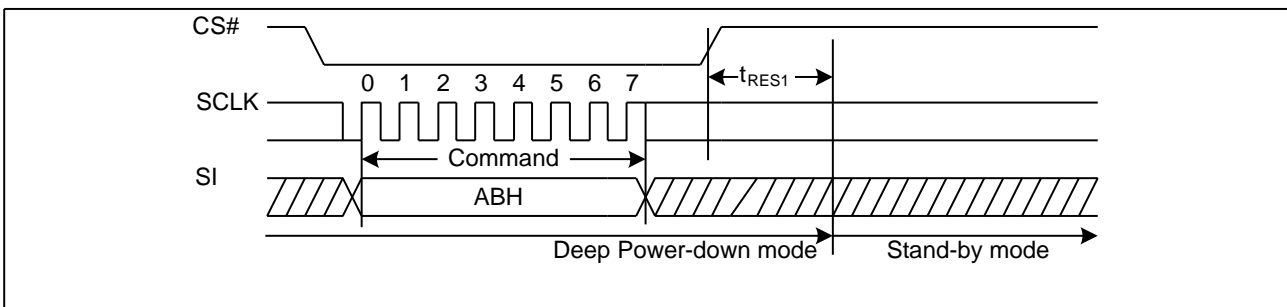 CS#
tRES1
0 1 2 3 4 5 6 7
SCLK
Command
SI
ABH
Deep Power-down mode Stand-by mode